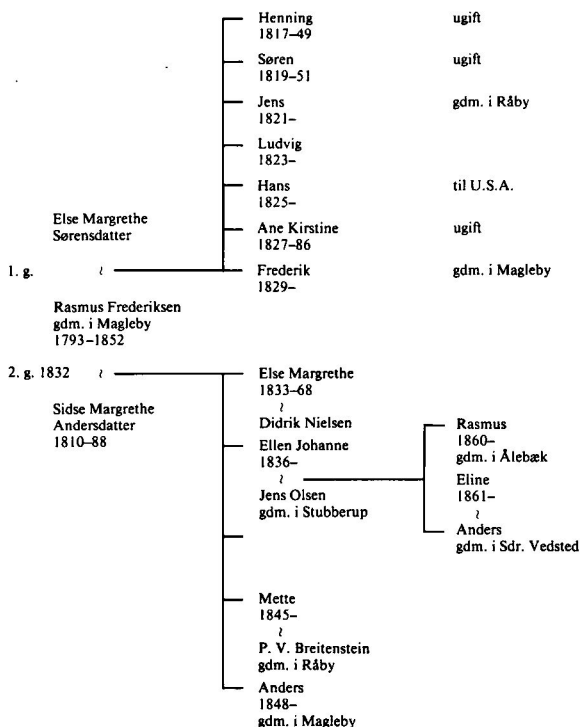 Henning ugift
1817-49
Søren ugift
1819-51
Jens gdm. i Råby
1821-
Ludvig
1823-
Hans til U.S.A.
1825-
Else Margrethe
Sørensdatter
Ane Kirstine ugift
1827-86
1. g. ~ Frederik gdm. i Magleby
1829-
Rasmus Frederiksen
gdm. i Magleby
1793-1852
2. g. 1832 ~ Else Margrethe
1833-68
~
Sidse Margrethe
Andersdatter
1810-88
Didrik Nielsen
Ellen Johanne
1836-
~
Jens Olsen
gdm. i Stubberup
Rasmus
1860-
gdm. i Ålebæk
Eline
1861-
~
Anders
gdm. i Sdr. Vedsted
Mette
1845-
~
P. V. Breitenstein
gdm. i Råby
Anders
1848-
gdm. i Magleby